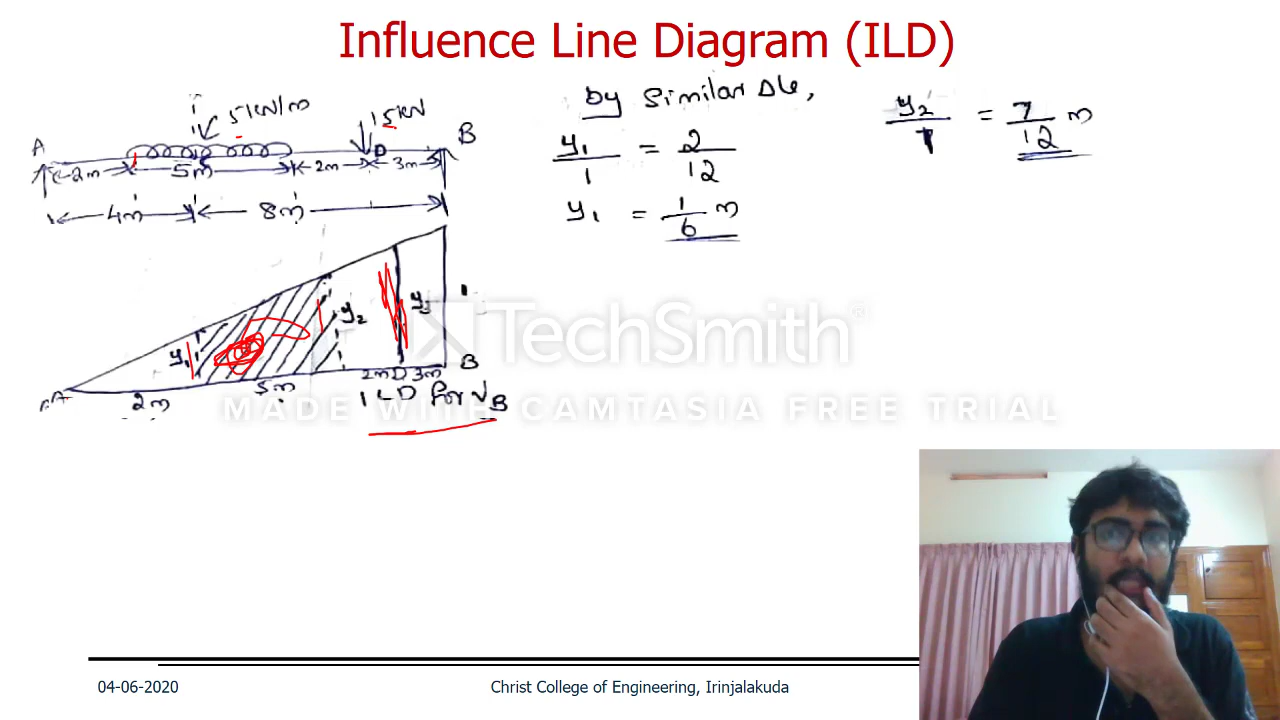 Influence Line Diagram (ILD)
5kN/m
15kN
A
D
B
2m
5m
2m
3m
4m
8m
By Similar Δle,
y₁/1 = 2/12
y₁ = 1/6 m
y₂/1 = 7/12 m
y₁
y₂
y₃
1
A
2m
5m
2m D 3m
B
ILD for VB
TechSmith®
MADE WITH CAMTASIA FREE TRIAL
04-06-2020
Christ College of Engineering, Irinjalakuda